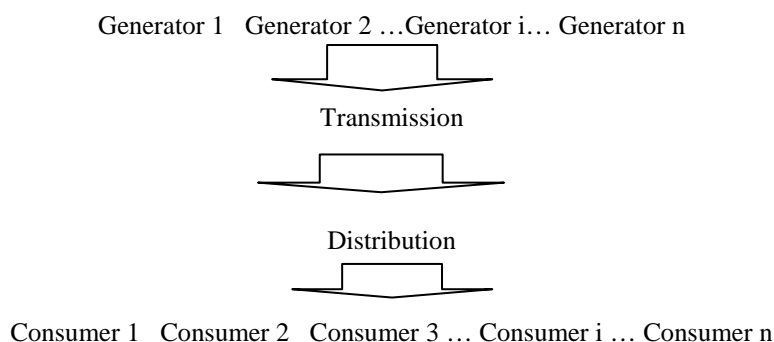 Generator 1 Generator 2 …Generator i… Generator n
Transmission
Distribution
Consumer 1 Consumer 2 Consumer 3 … Consumer i … Consumer n